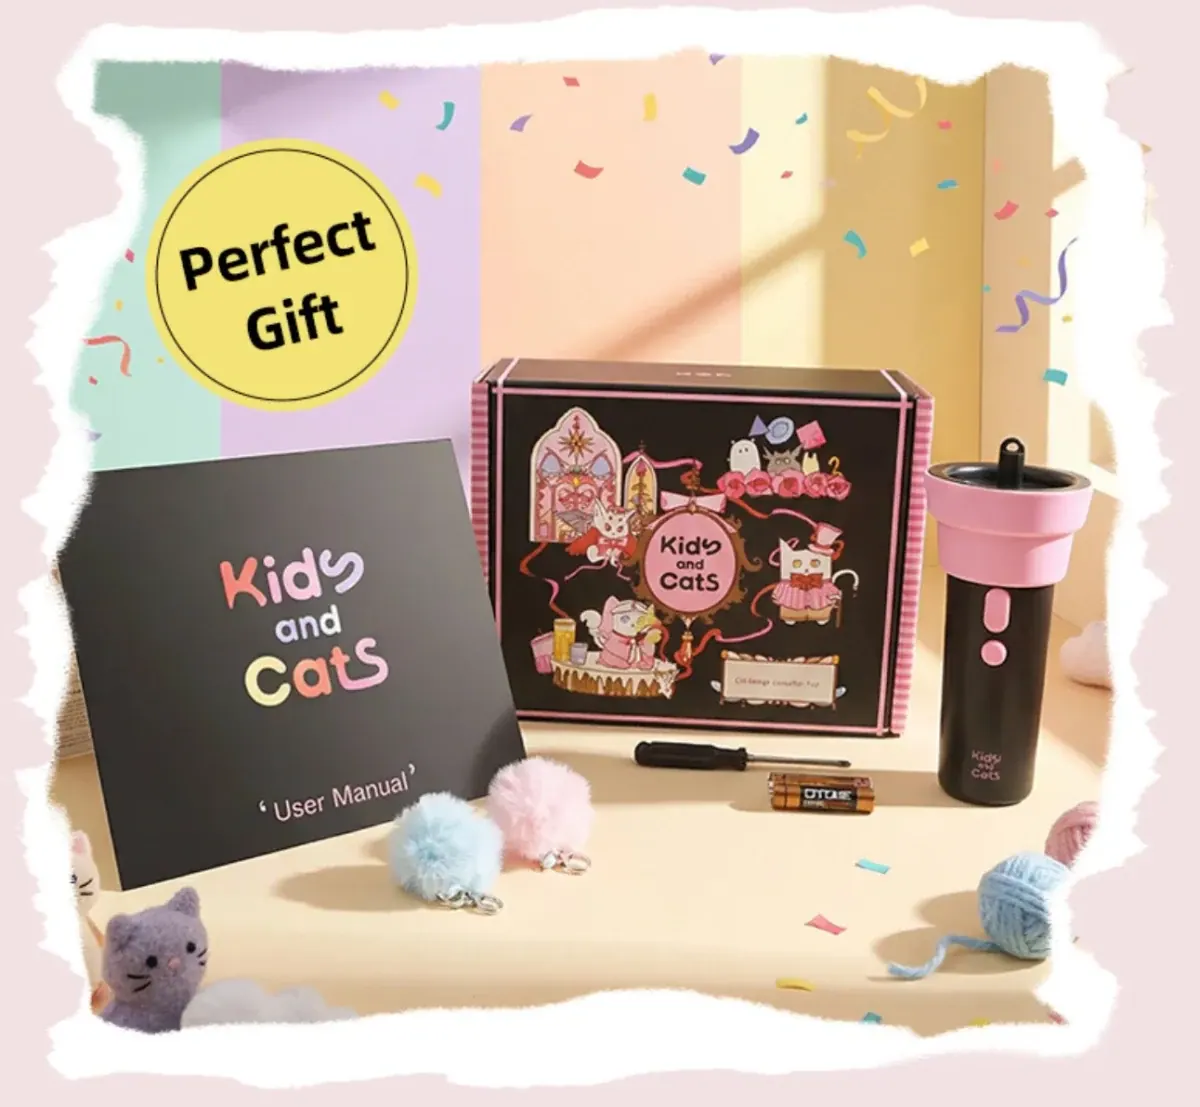 Perfect
Gift
Kids
and
Cats
'User Manual'
Kids
and
Cats
Kids
and
Cats